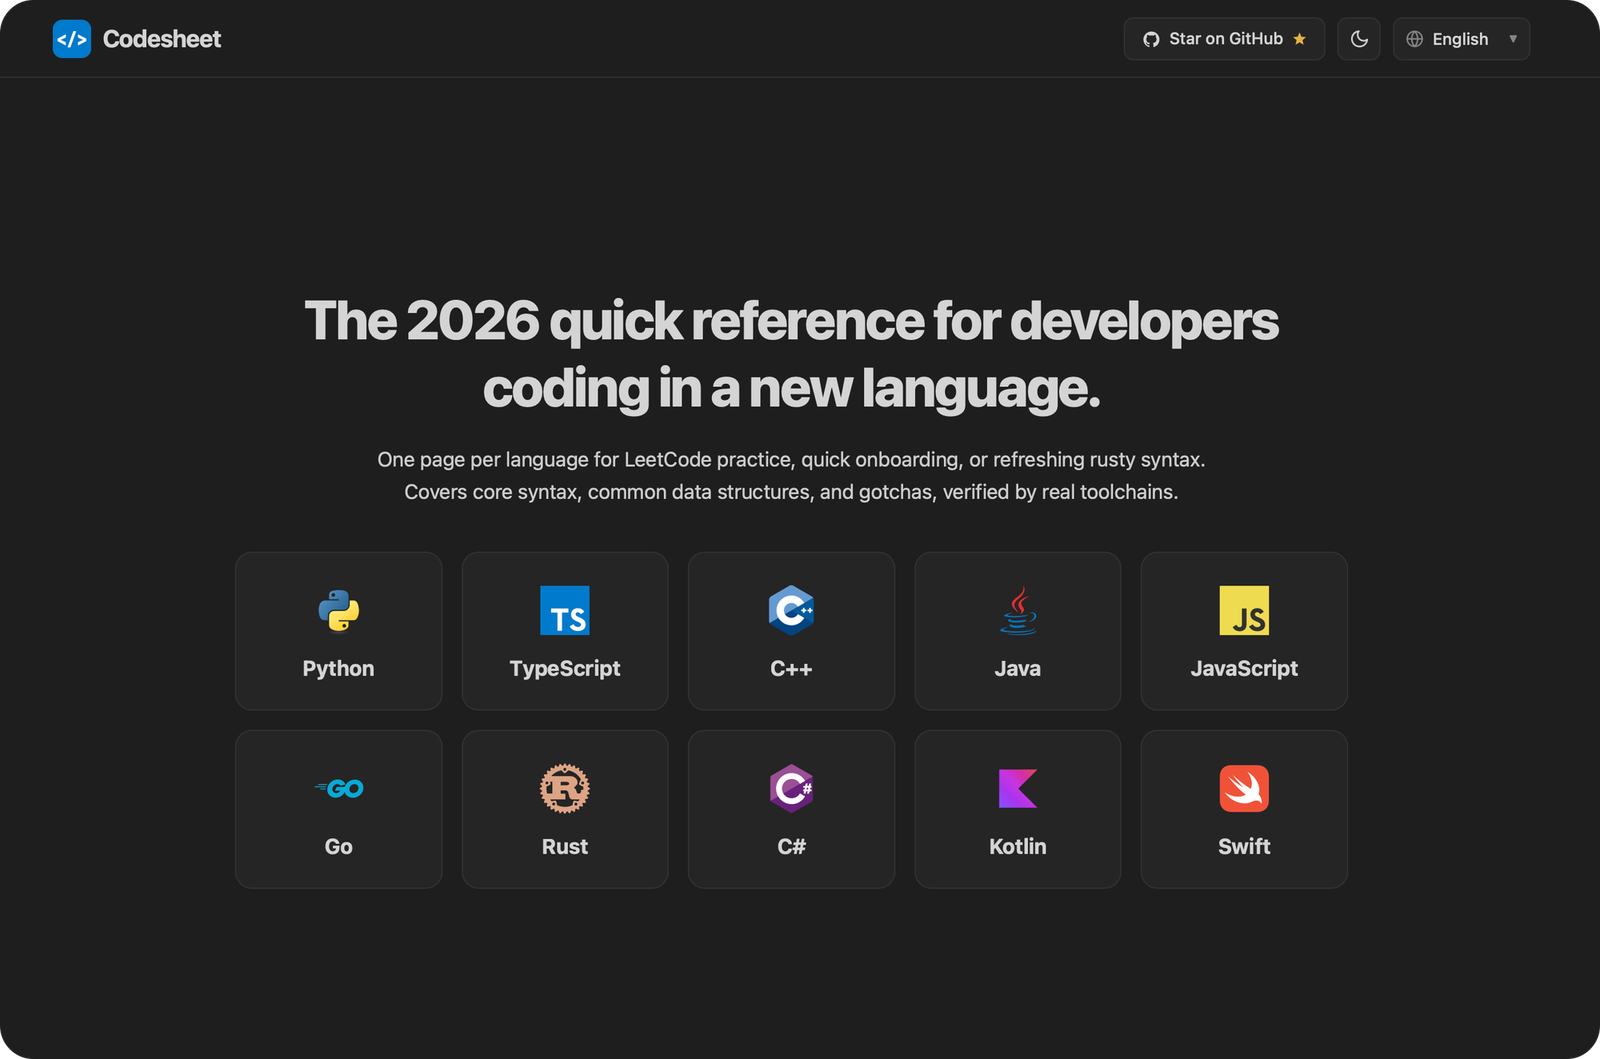 </> Codesheet
Star on GitHub
English
The 2026 quick reference for developers
coding in a new language.
One page per language for LeetCode practice, quick onboarding, or refreshing rusty syntax.
Covers core syntax, common data structures, and gotchas, verified by real toolchains.
TS
C++
JS
Python
TypeScript
C++
Java
JavaScript
GO
R
C#
Go
Rust
C#
Kotlin
Swift